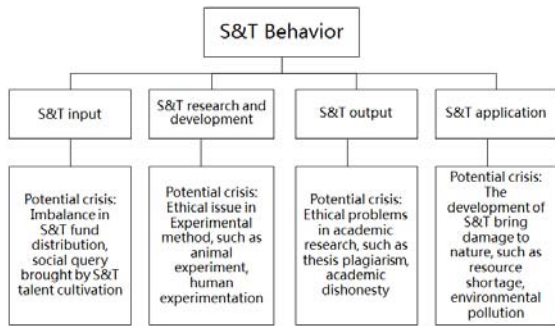 S&T Behavior
S&T input
S&T research and
development
S&T output
S&T application
Potential crisis:
Imbalance in
S&T fund
distribution,
social query
brought by S&T
talent cultivation
Potential crisis:
Ethical issue in
Experimental
method, such as
animal
experiment,
human
experimentation
Potential crisis:
Ethical problems
in academic
research, such as
thesis plagiarism,
academic
dishonesty
Potential crisis:
The
development of
S&T bring
damage to
nature, such as
resource
shortage,
environmental
pollution